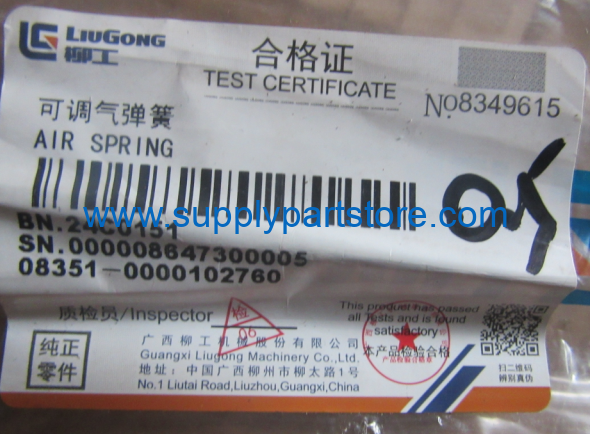 LIUGONG
柳工
合格证
TEST CERTIFICATE
No8349615
可调气弹簧
AIR SPRING
www.supplypartstore.com
SN.000008647300005
08351-0000102760
05
质检员/Inspector
检
06
This product has passed
all Tests and is found
satisfactory
本产品检验合格
纯正
零件
广西柳工机械股份有限公司
Guangxi Liugong Machinery Co.,Ltd.
地址：中国广西柳州市柳太路1号
No.1 Liutai Road,Liuzhou,Guangxi,China
扫二维码
辨别真伪